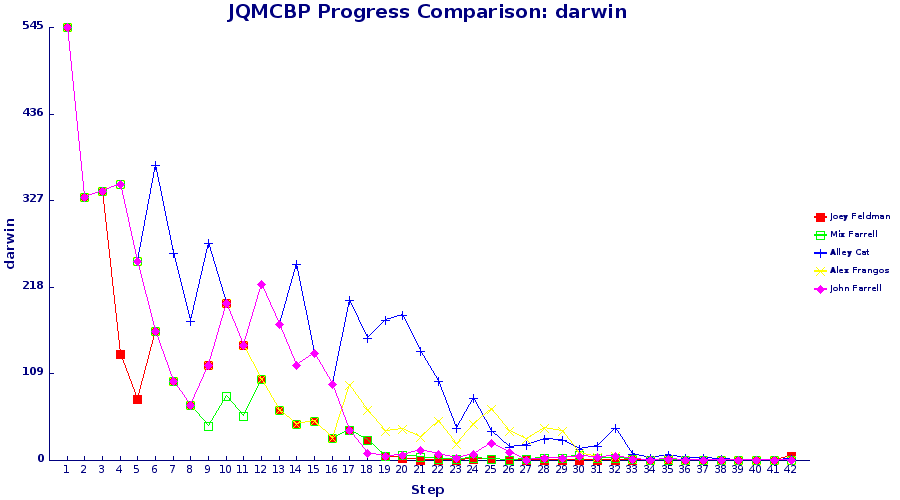 JQMCBP Progress Comparison: darwin
545
436
327
218
109
0
darwin
1 2 3 4 5 6 7 8 9 10 11 12 13 14 15 16 17 18 19 20 21 22 23 24 25 26 27 28 29 30 31 32 33 34 35 36 37 38 39 40 41 42
Step
Joey Feldman
Mix Farrell
Alley Cat
Alex Frangos
John Farrell